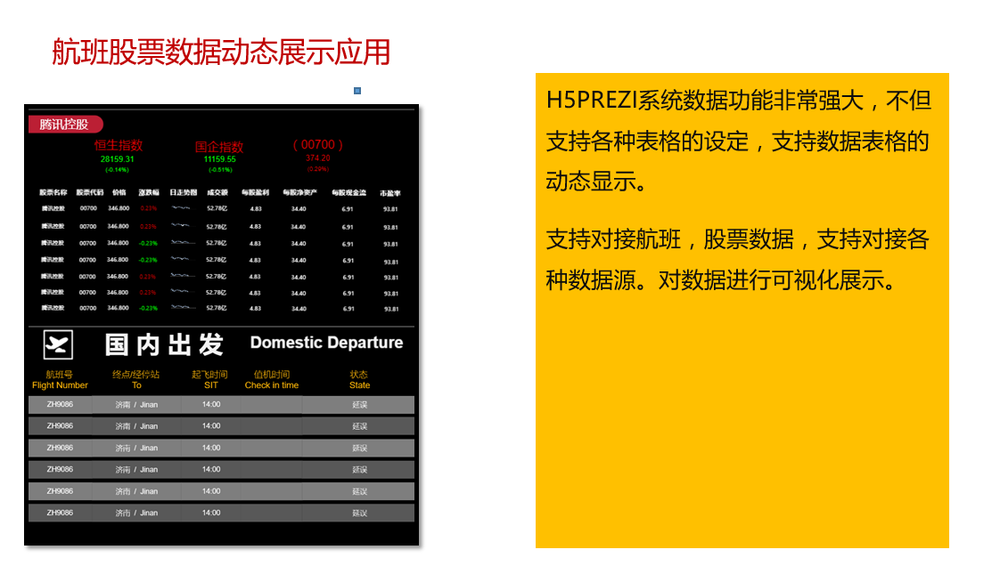 航班股票数据动态展示应用
腾讯控股
恒生指数 国企指数 （00700）
28159.31 11159.55 374.20
(-0.14%) (-0.51%) (0.29%)
股票名称 股票代码 价格 涨跌幅 日走势图 成交额 每股盈利 每股净资产 每股现金流 市盈率
腾讯控股 00700 346.800 0.23% 52.78亿 4.83 34.40 6.91 93.81
腾讯控股 00700 346.800 0.23% 52.78亿 4.83 34.40 6.91 93.81
腾讯控股 00700 346.800 -0.23% 52.78亿 4.83 34.40 6.91 93.81
腾讯控股 00700 346.800 -0.23% 52.78亿 4.83 34.40 6.91 93.81
腾讯控股 00700 346.800 0.23% 52.78亿 4.83 34.40 6.91 93.81
腾讯控股 00700 346.800 0.23% 52.78亿 4.83 34.40 6.91 93.81
腾讯控股 00700 346.800 -0.23% 52.78亿 4.83 34.40 6.91 93.81
国内出发 Domestic Departure
航班号 终点/经停站 起飞时间 值机时间 状态
Flight Number To SIT Check in time State
ZH9086 济南 / Jinan 14:00 延误
ZH9086 济南 / Jinan 14:00 延误
ZH9086 济南 / Jinan 14:00 延误
ZH9086 济南 / Jinan 14:00 延误
ZH9086 济南 / Jinan 14:00 延误
ZH9086 济南 / Jinan 14:00 延误
H5PREZI系统数据功能非常强大，不但
支持各种表格的设定，支持数据表格的
动态显示。
支持对接航班，股票数据，支持对接各
种数据源。对数据进行可视化展示。